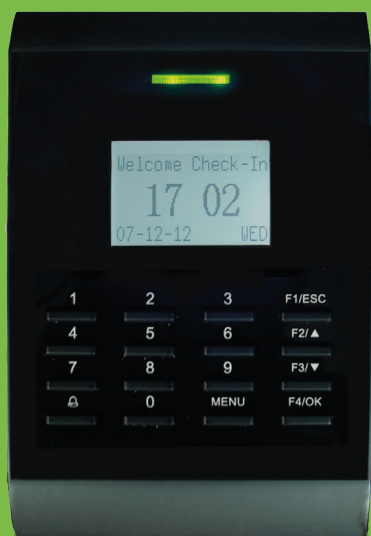 Welcome Check-In
17 02
07-12-12 WED
1 2 3 F1/ESC
4 5 6 F2/▲
7 8 9 F3/▼
0 MENU F4/OK